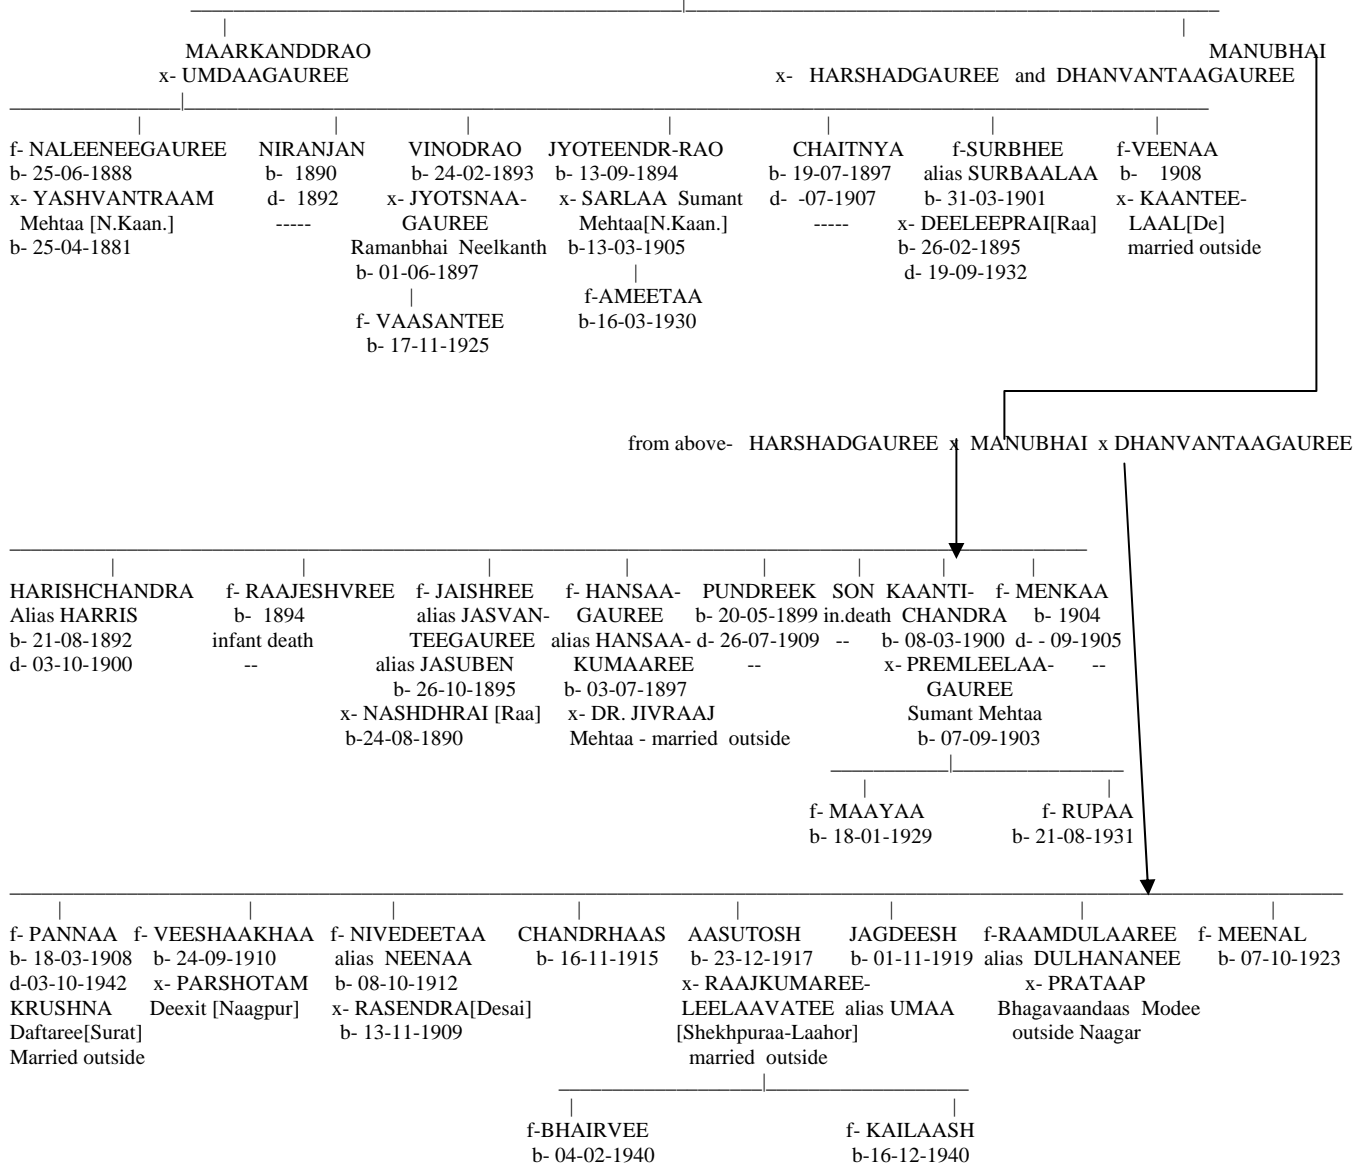 MAARKANDDRAO MANUBHAI
x- UMDAAGAUREE x- HARSHADGAUREE and DHANVANTAAGAUREE
f- NALEENEEGAUREE NIRANJAN VINODRAO JYOTEENDR-RAO CHAITNYA f-SURBHEE f-VEENAA
b- 25-06-1888 b- 1890 b- 24-02-1893 b- 13-09-1894 b- 19-07-1897 alias SURBAALAA b- 1908
x- YASHVANTRAAM d- 1892 x- JYOTSNAA- x- SARLAA Sumant d- -07-1907 b- 31-03-1901 x- KAANTEE-
Mehtaa [N.Kaan.] ----- GAUREE Mehtaa[N.Kaan.] ----- x- DEELEEPRAI[Raa] LAAL[De]
b- 25-04-1881 Ramanbhai Neelkanth b-13-03-1905 b- 26-02-1895 married outside
b- 01-06-1897 d- 19-09-1932
f-AMEETAA
f- VAASANTEE b-16-03-1930
b- 17-11-1925
from above- HARSHADGAUREE x MANUBHAI x DHANVANTAAGAUREE
HARISHCHANDRA f- RAAJESHVREE f- JAISHREE f- HANSAA- PUNDREEK SON KAANTI- f- MENKAA
Alias HARRIS b- 1894 alias JASVAN- GAUREE b- 20-05-1899 in.death CHANDRA b- 1904
b- 21-08-1892 infant death TEEGAUREE alias HANSAA- d- 26-07-1909 -- b- 08-03-1900 d- - 09-1905
d- 03-10-1900 -- alias JASUBEN KUMAAREE -- x- PREMLEELAA- --
b- 26-10-1895 b- 03-07-1897 GAUREE
x- NASHDHRAI [Raa] x- DR. JIVRAAJ Sumant Mehtaa
b-24-08-1890 Mehtaa - married outside b- 07-09-1903
f- MAAYAA f- RUPAA
b- 18-01-1929 b- 21-08-1931
f- PANNAA f- VEESHAAKHAA f- NIVEDEETAA CHANDRHAAS AASUTOSH JAGDEESH f-RAAMDULAAREE f- MEENAL
b- 18-03-1908 b- 24-09-1910 alias NEENAA b- 16-11-1915 b- 23-12-1917 b- 01-11-1919 alias DULHANANEE b- 07-10-1923
d-03-10-1942 x- PARSHOTAM b- 08-10-1912 x- RAAJKUMAREE- x- PRATAAP
KRUSHNA Deexit [Naagpur] x- RASENDRA[Desai] LEELAAVATEE alias UMAA Bhagavaandaas Modee
Daftaree[Surat] b- 13-11-1909 [Shekhpuraa-Laahor] outside Naagar
Married outside married outside
f-BHAIRVEE f- KAILAASH
b- 04-02-1940 b-16-12-1940